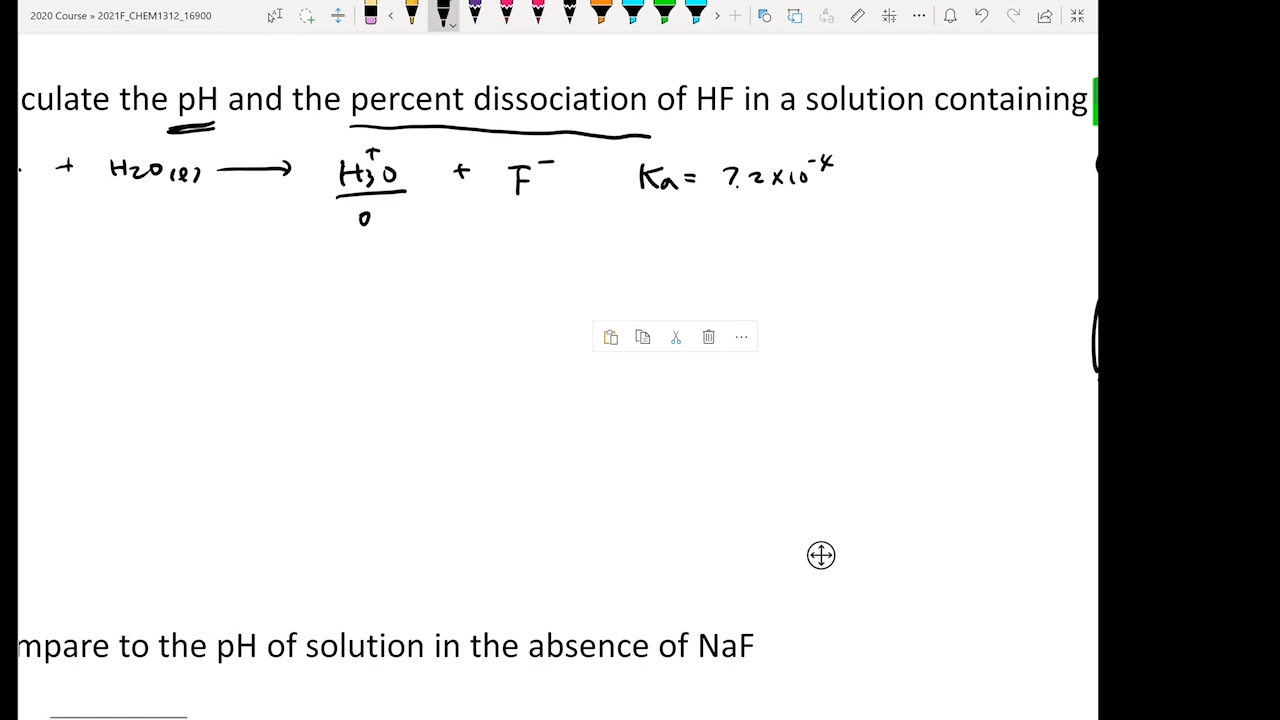 2020 Course » 2021F_CHEM1312_16900
culate the pH and the percent dissociation of HF in a solution containing
+ H2O(l) ⟶ H3O+ + F− Ka = 7.2×10−4
0
mpare to the pH of solution in the absence of NaF